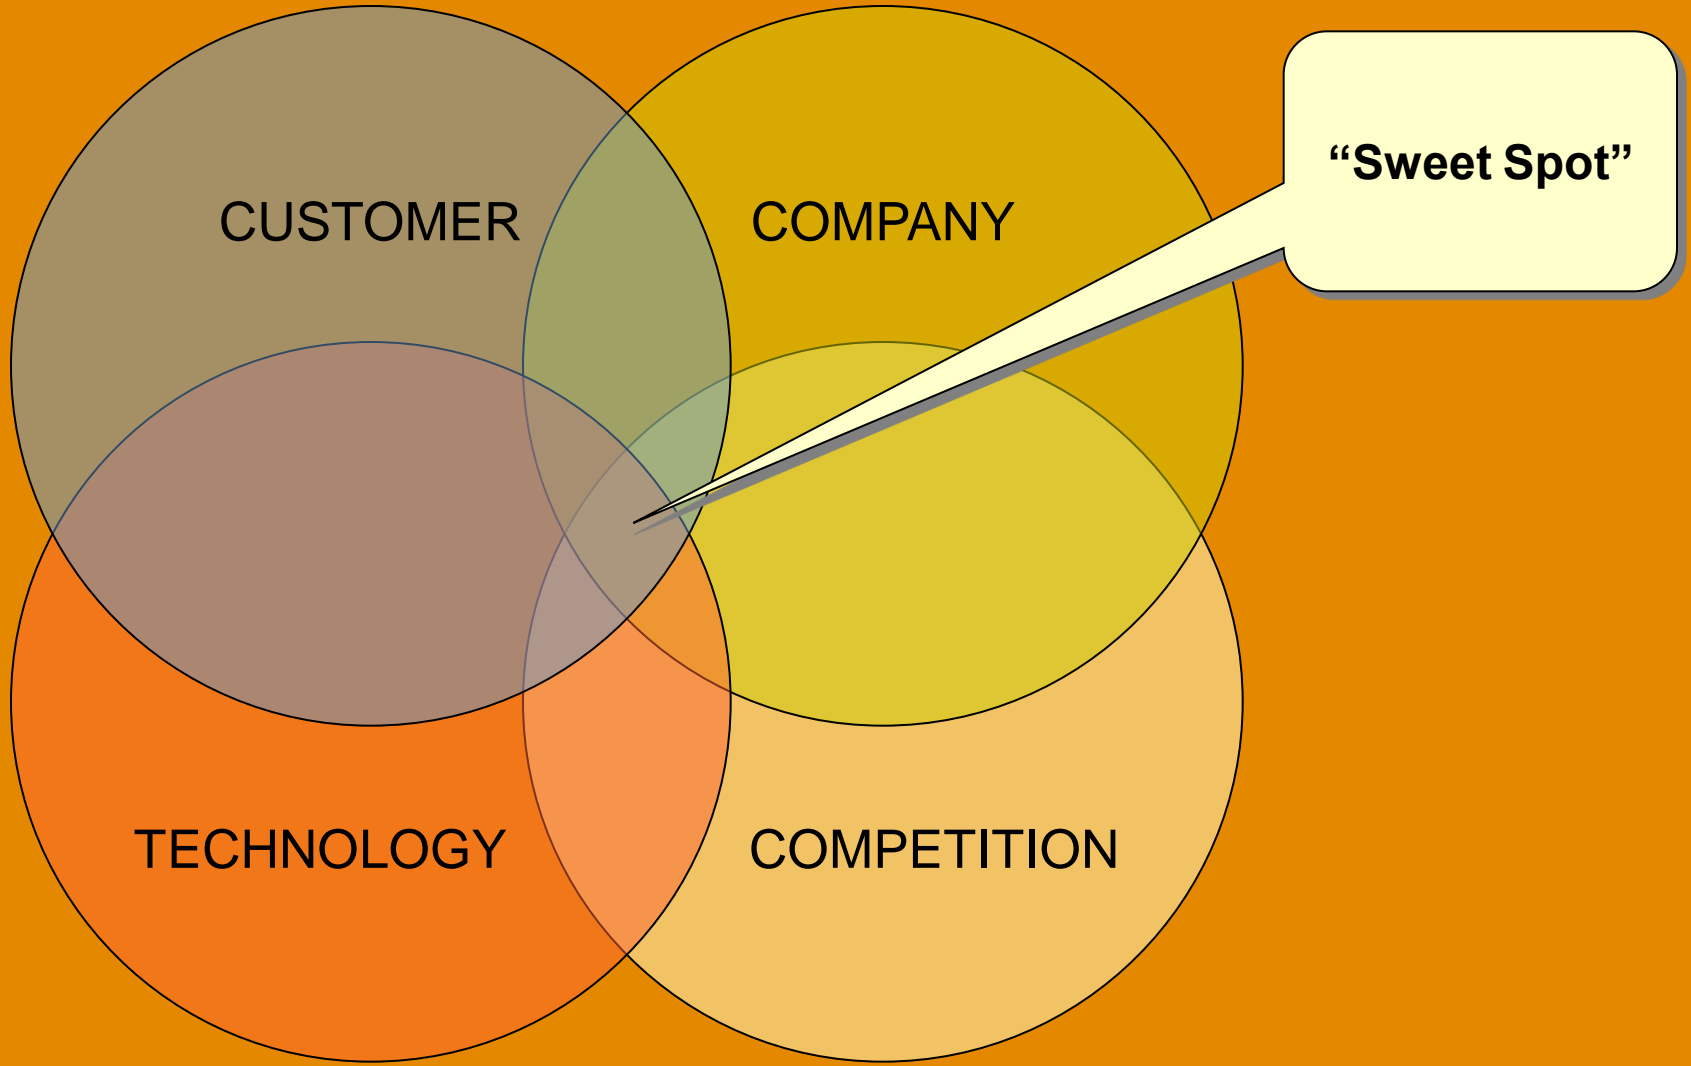 CUSTOMER
COMPANY
“Sweet Spot”
TECHNOLOGY
COMPETITION